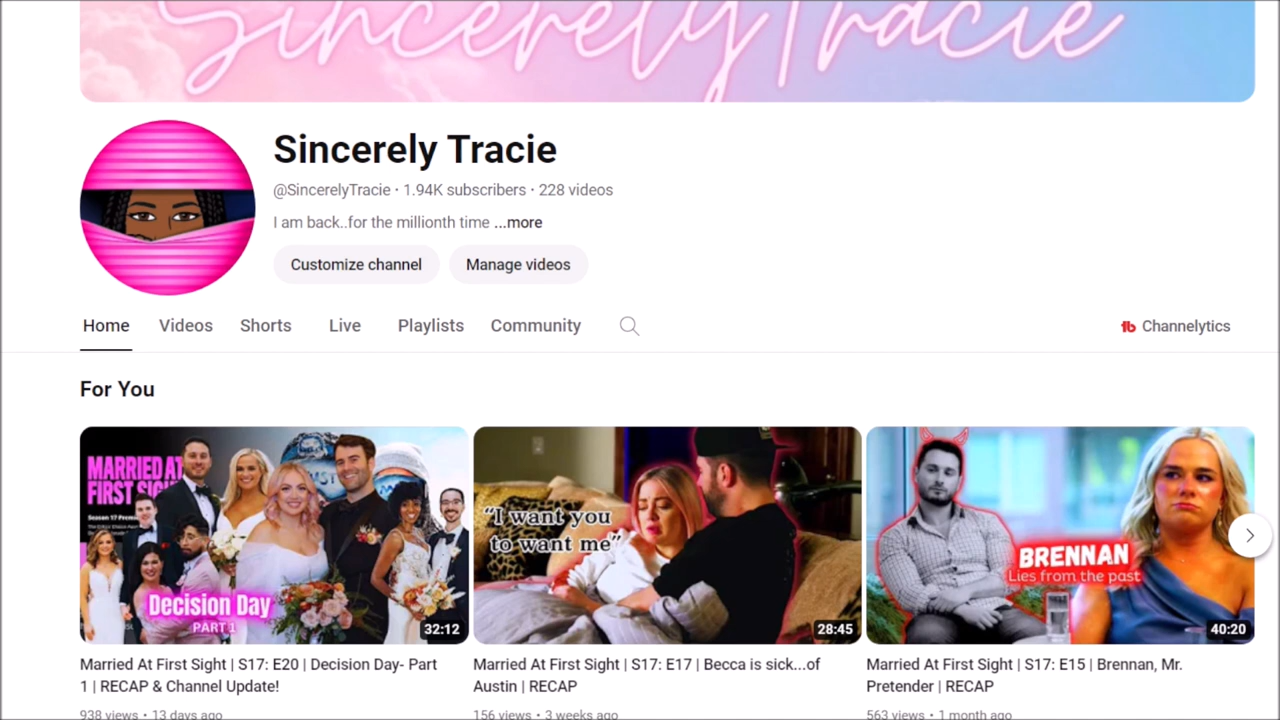 Sincerely Tracie
Sincerely Tracie
@SincerelyTracie · 1.94K subscribers · 228 videos
I am back..for the millionth time ...more
Customize channel
Manage videos
Home
Videos
Shorts
Live
Playlists
Community
Channelytics
For You
MARRIED AT
FIRST SIGHT
Decision Day
PART 1
32:12
"I want you
to want me"
28:45
BRENNAN
Lies from the past
40:20
Married At First Sight | S17: E20 | Decision Day- Part
1 | RECAP & Channel Update!
Married At First Sight | S17: E17 | Becca is sick...of
Austin | RECAP
Married At First Sight | S17: E15 | Brennan, Mr.
Pretender | RECAP
938 views · 13 days ago
156 views · 3 weeks ago
563 views · 1 month ago